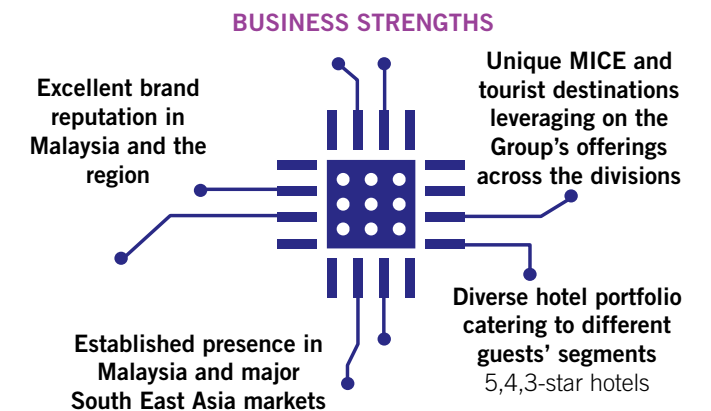 BUSINESS STRENGTHS
Excellent brand
reputation in
Malaysia and the
region
Unique MICE and
tourist destinations
leveraging on the
Group’s offerings
across the divisions
Established presence in
Malaysia and major
South East Asia markets
Diverse hotel portfolio
catering to different
guests’ segments
5,4,3-star hotels